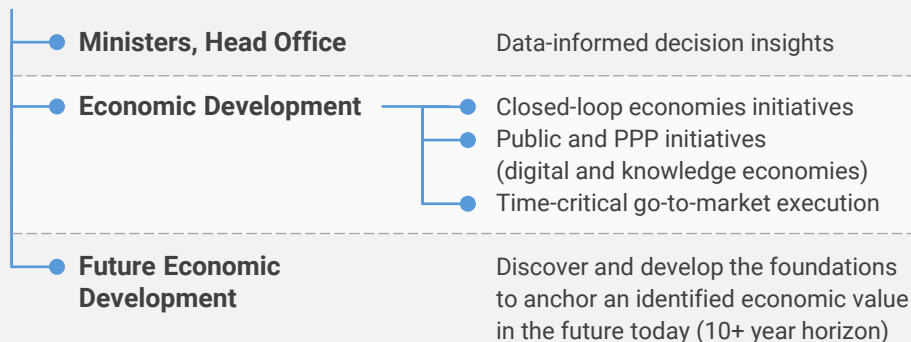 Ministers, Head Office
Data-informed decision insights
Economic Development
Closed-loop economies initiatives
Public and PPP initiatives
(digital and knowledge economies)
Time-critical go-to-market execution
Future Economic
Development
Discover and develop the foundations
to anchor an identified economic value
in the future today (10+ year horizon)